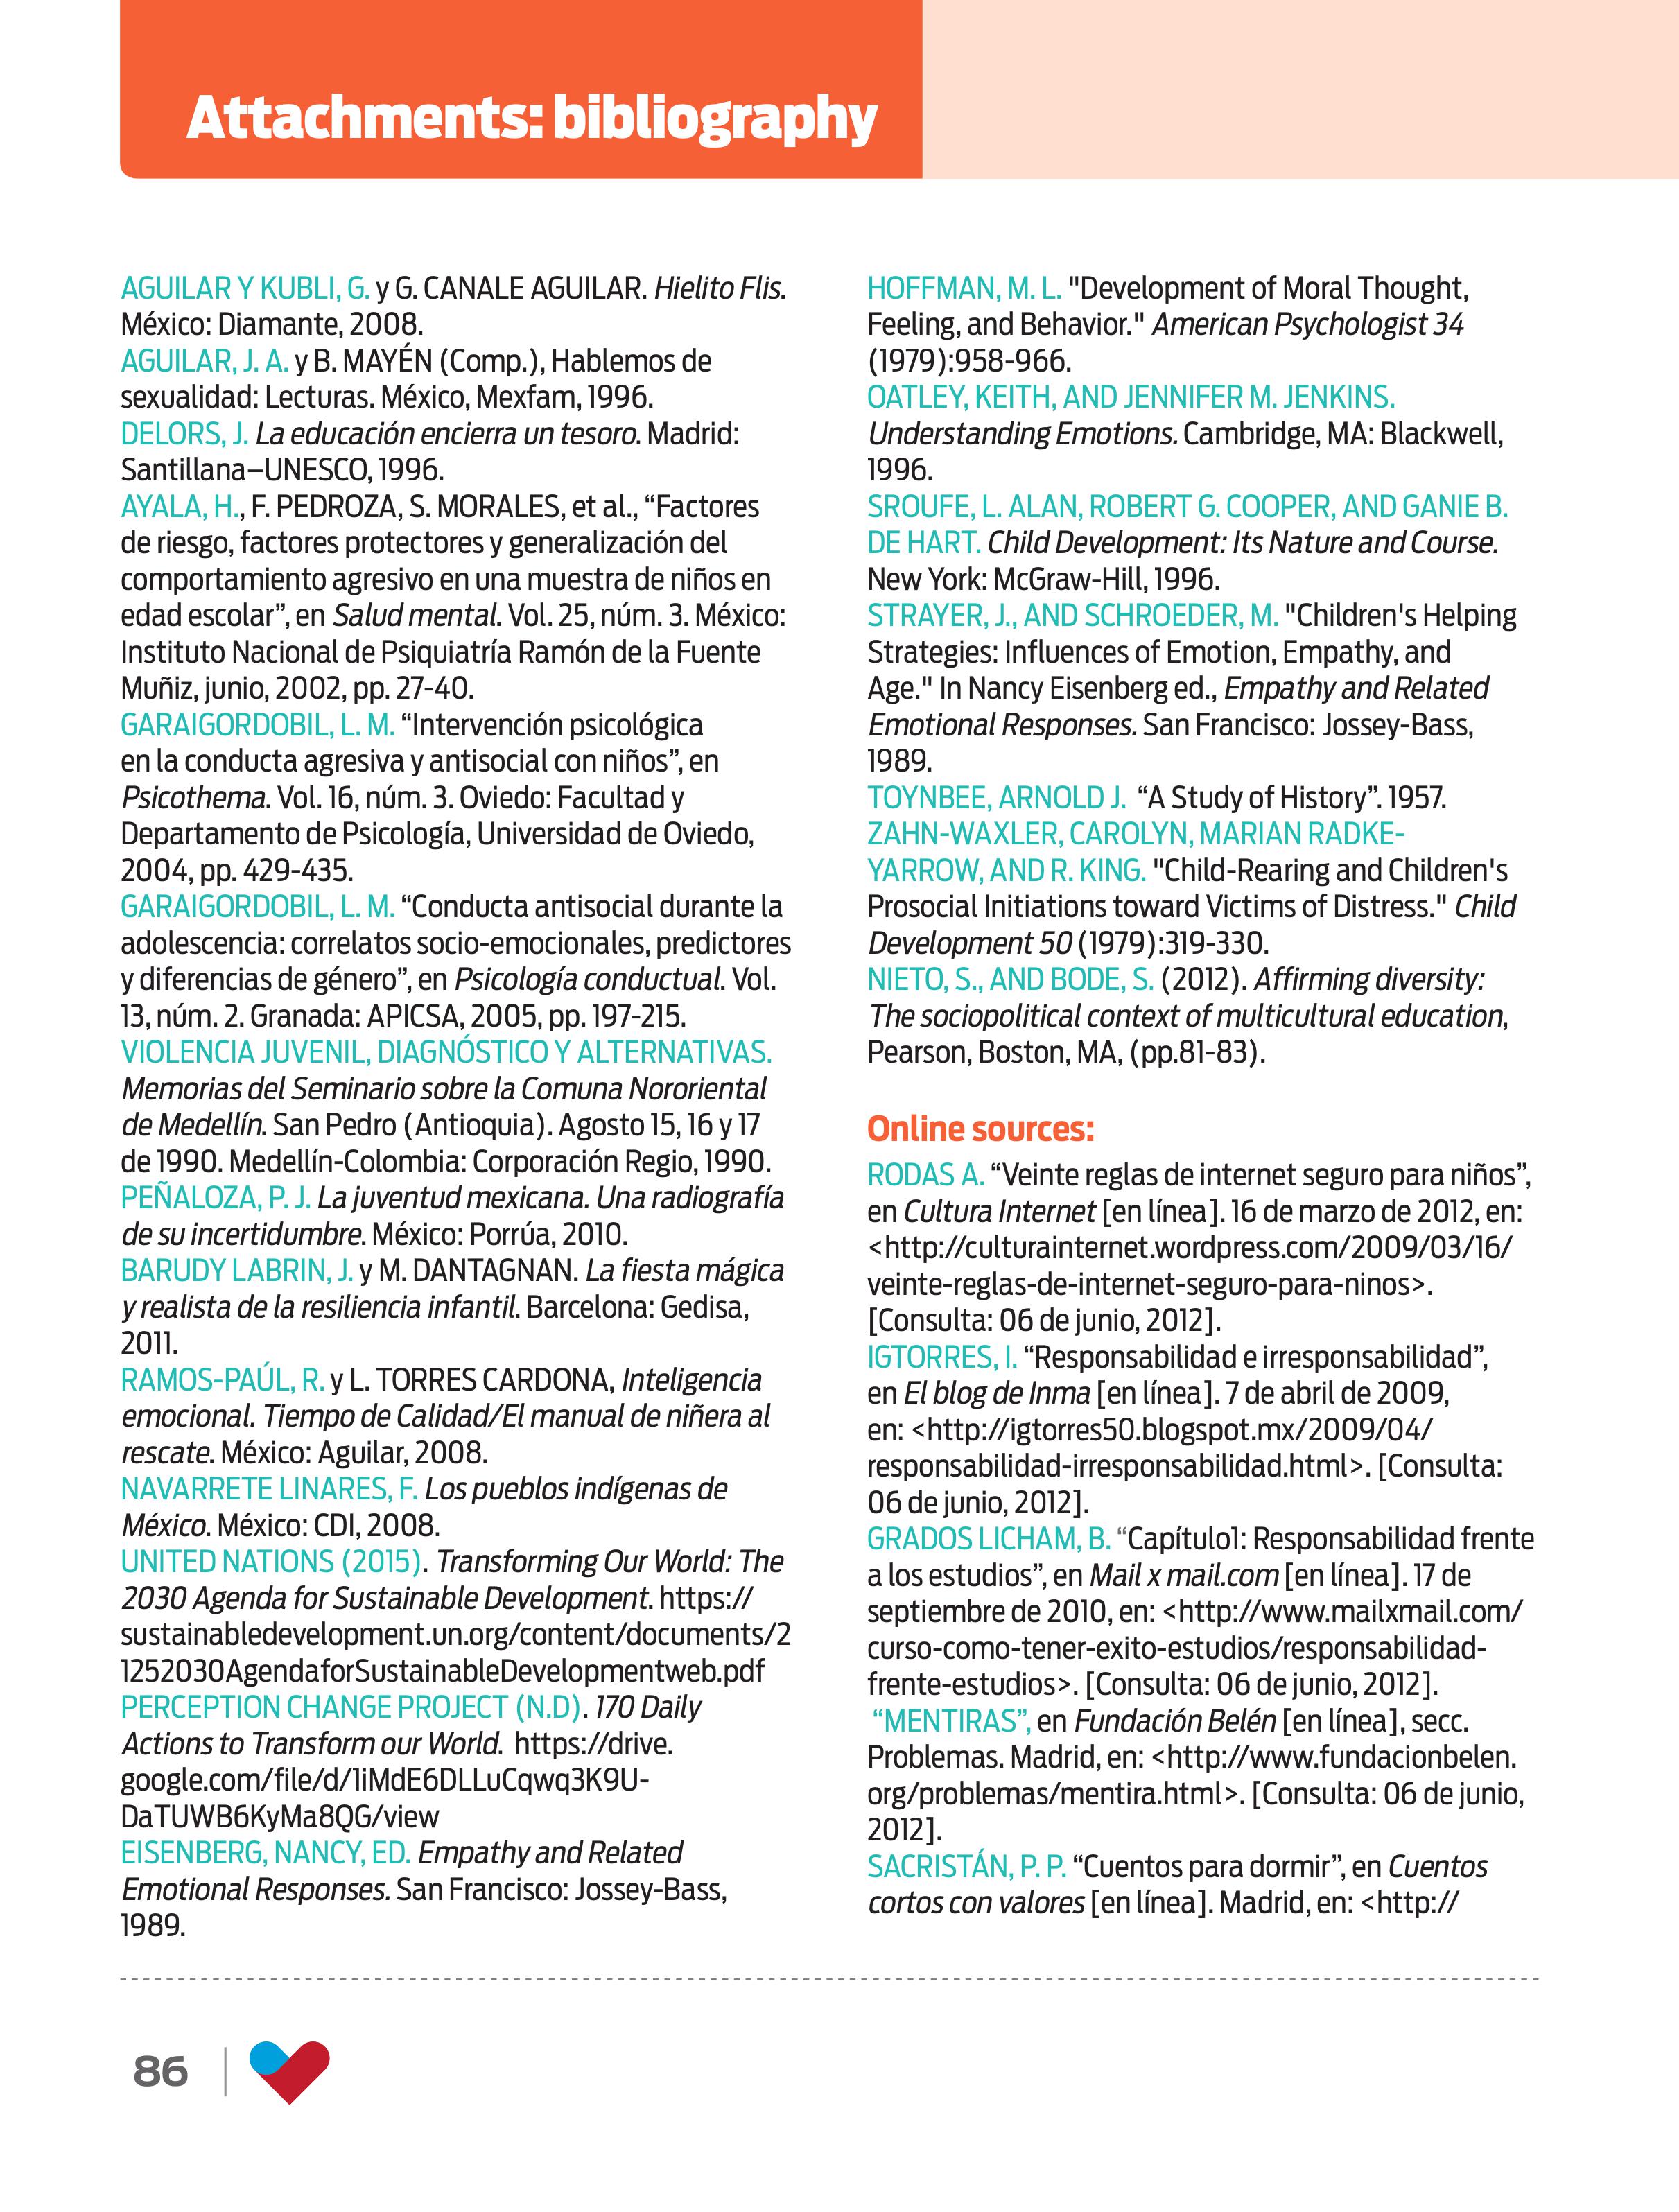 Attachments: bibliography
AGUILAR Y KUBLI, G. y G. CANALE AGUILAR. Hielito Flis.
México: Diamante, 2008.
AGUILAR, J. A. y B. MAYÉN (Comp.), Hablemos de
sexualidad: Lecturas. México, Mexfam, 1996.
DELORS, J. La educación encierra un tesoro. Madrid:
Santillana–UNESCO, 1996.
AYALA, H., F. PEDROZA, S. MORALES, et al., “Factores
de riesgo, factores protectores y generalización del
comportamiento agresivo en una muestra de niños en
edad escolar”, en Salud mental. Vol. 25, núm. 3. México:
Instituto Nacional de Psiquiatría Ramón de la Fuente
Muñiz, junio, 2002, pp. 27-40.
GARAIGORDOBIL, L. M. “Intervención psicológica
en la conducta agresiva y antisocial con niños”, en
Psicothema. Vol. 16, núm. 3. Oviedo: Facultad y
Departamento de Psicología, Universidad de Oviedo,
2004, pp. 429-435.
GARAIGORDOBIL, L. M. “Conducta antisocial durante la
adolescencia: correlatos socio-emocionales, predictores
y diferencias de género”, en Psicología conductual. Vol.
13, núm. 2. Granada: APICSA, 2005, pp. 197-215.
VIOLENCIA JUVENIL, DIAGNÓSTICO Y ALTERNATIVAS.
Memorias del Seminario sobre la Comuna Nororiental
de Medellín. San Pedro (Antioquia). Agosto 15, 16 y 17
de 1990. Medellín-Colombia: Corporación Regio, 1990.
PEÑALOZA, P. J. La juventud mexicana. Una radiografía
de su incertidumbre. México: Porrúa, 2010.
BARUDY LABRIN, J. y M. DANTAGNAN. La fiesta mágica
y realista de la resiliencia infantil. Barcelona: Gedisa,
2011.
RAMOS-PAÚL, R. y L. TORRES CARDONA, Inteligencia
emocional. Tiempo de Calidad/El manual de niñera al
rescate. México: Aguilar, 2008.
NAVARRETE LINARES, F. Los pueblos indígenas de
México. México: CDI, 2008.
UNITED NATIONS (2015). Transforming Our World: The
2030 Agenda for Sustainable Development. https://
sustainabledevelopment.un.org/content/documents/2
1252030AgendaforSustainableDevelopmentweb.pdf
PERCEPTION CHANGE PROJECT (N.D). 170 Daily
Actions to Transform our World. https://drive.
google.com/file/d/1iMdE6DLLuCqwq3K9U-
DaTUWB6KyMa8QG/view
EISENBERG, NANCY, ED. Empathy and Related
Emotional Responses. San Francisco: Jossey-Bass,
1989.
HOFFMAN, M. L. "Development of Moral Thought,
Feeling, and Behavior." American Psychologist 34
(1979):958-966.
OATLEY, KEITH, AND JENNIFER M. JENKINS.
Understanding Emotions. Cambridge, MA: Blackwell,
1996.
SROUFE, L. ALAN, ROBERT G. COOPER, AND GANIE B.
DE HART. Child Development: Its Nature and Course.
New York: McGraw-Hill, 1996.
STRAYER, J., AND SCHROEDER, M. "Children's Helping
Strategies: Influences of Emotion, Empathy, and
Age." In Nancy Eisenberg ed., Empathy and Related
Emotional Responses. San Francisco: Jossey-Bass,
1989.
TOYNBEE, ARNOLD J. “A Study of History”. 1957.
ZAHN-WAXLER, CAROLYN, MARIAN RADKE-
YARROW, AND R. KING. "Child-Rearing and Children's
Prosocial Initiations toward Victims of Distress." Child
Development 50 (1979):319-330.
NIETO, S., AND BODE, S. (2012). Affirming diversity:
The sociopolitical context of multicultural education,
Pearson, Boston, MA, (pp.81-83).
Online sources:
RODAS A. “Veinte reglas de internet seguro para niños”,
en Cultura Internet [en línea]. 16 de marzo de 2012, en:
<http://culturainternet.wordpress.com/2009/03/16/
veinte-reglas-de-internet-seguro-para-ninos>.
[Consulta: 06 de junio, 2012].
IGTORRES, I. “Responsabilidad e irresponsabilidad”,
en El blog de Inma [en línea]. 7 de abril de 2009,
en: <http://igtorres50.blogspot.mx/2009/04/
responsabilidad-irresponsabilidad.html>. [Consulta:
06 de junio, 2012].
GRADOS LICHAM, B. “Capítulo1: Responsabilidad frente
a los estudios”, en Mail x mail.com [en línea]. 17 de
septiembre de 2010, en: <http://www.mailxmail.com/
curso-como-tener-exito-estudios/responsabilidad-
frente-estudios>. [Consulta: 06 de junio, 2012].
“MENTIRAS”, en Fundación Belén [en línea], secc.
Problemas. Madrid, en: <http://www.fundacionbelen.
org/problemas/mentira.html>. [Consulta: 06 de junio,
2012].
SACRISTÁN, P. P. “Cuentos para dormir”, en Cuentos
cortos con valores [en línea]. Madrid, en: <http://
86